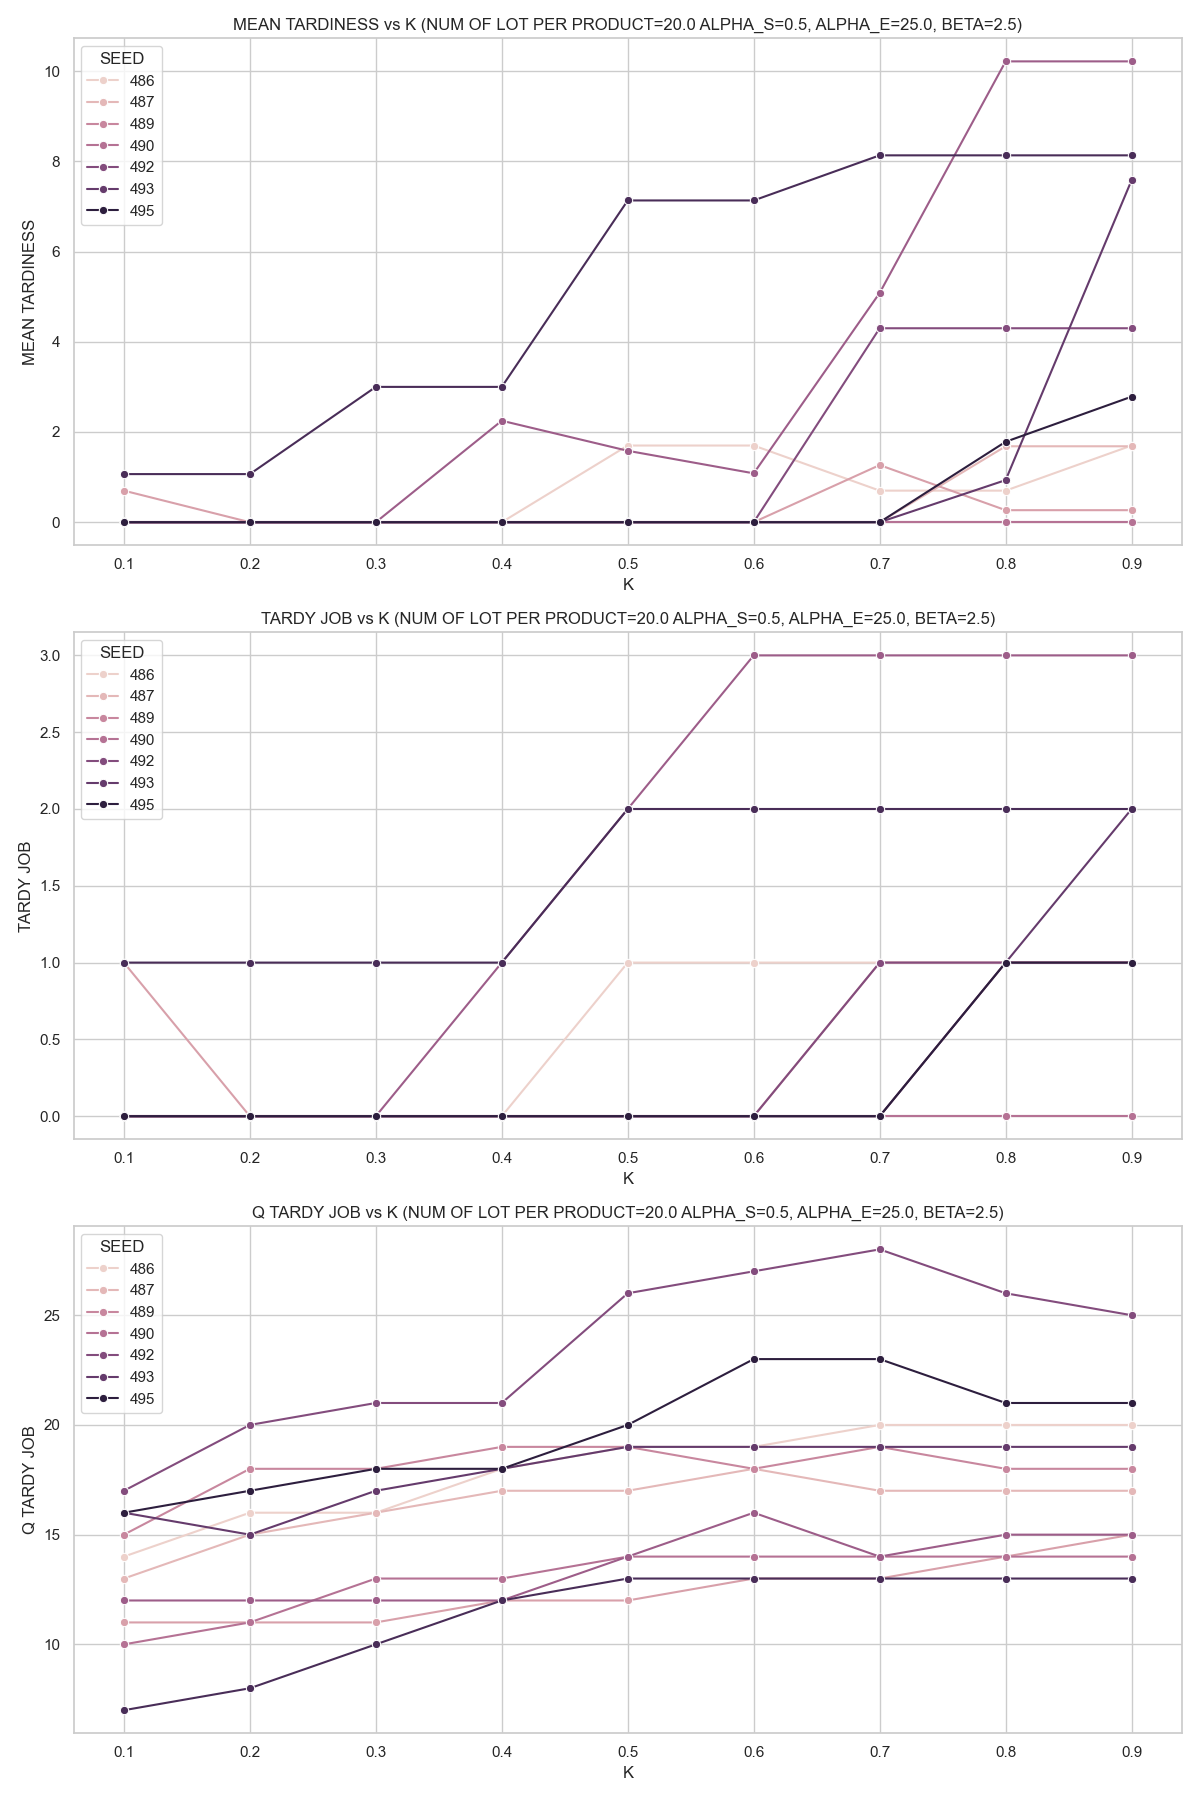 MEAN TARDINESS vs K (NUM OF LOT PER PRODUCT=20.0 ALPHA_S=0.5, ALPHA_E=25.0, BETA=2.5)
SEED
486
487
489
490
492
493
495
MEAN TARDINESS
10
8
6
4
2
0
0.1 0.2 0.3 0.4 0.5 0.6 0.7 0.8 0.9
K
TARDY JOB vs K (NUM OF LOT PER PRODUCT=20.0 ALPHA_S=0.5, ALPHA_E=25.0, BETA=2.5)
SEED
486
487
489
490
492
493
495
TARDY JOB
3.0
2.5
2.0
1.5
1.0
0.5
0.0
0.1 0.2 0.3 0.4 0.5 0.6 0.7 0.8 0.9
K
Q TARDY JOB vs K (NUM OF LOT PER PRODUCT=20.0 ALPHA_S=0.5, ALPHA_E=25.0, BETA=2.5)
SEED
486
487
489
490
492
493
495
Q TARDY JOB
25
20
15
10
0.1 0.2 0.3 0.4 0.5 0.6 0.7 0.8 0.9
K